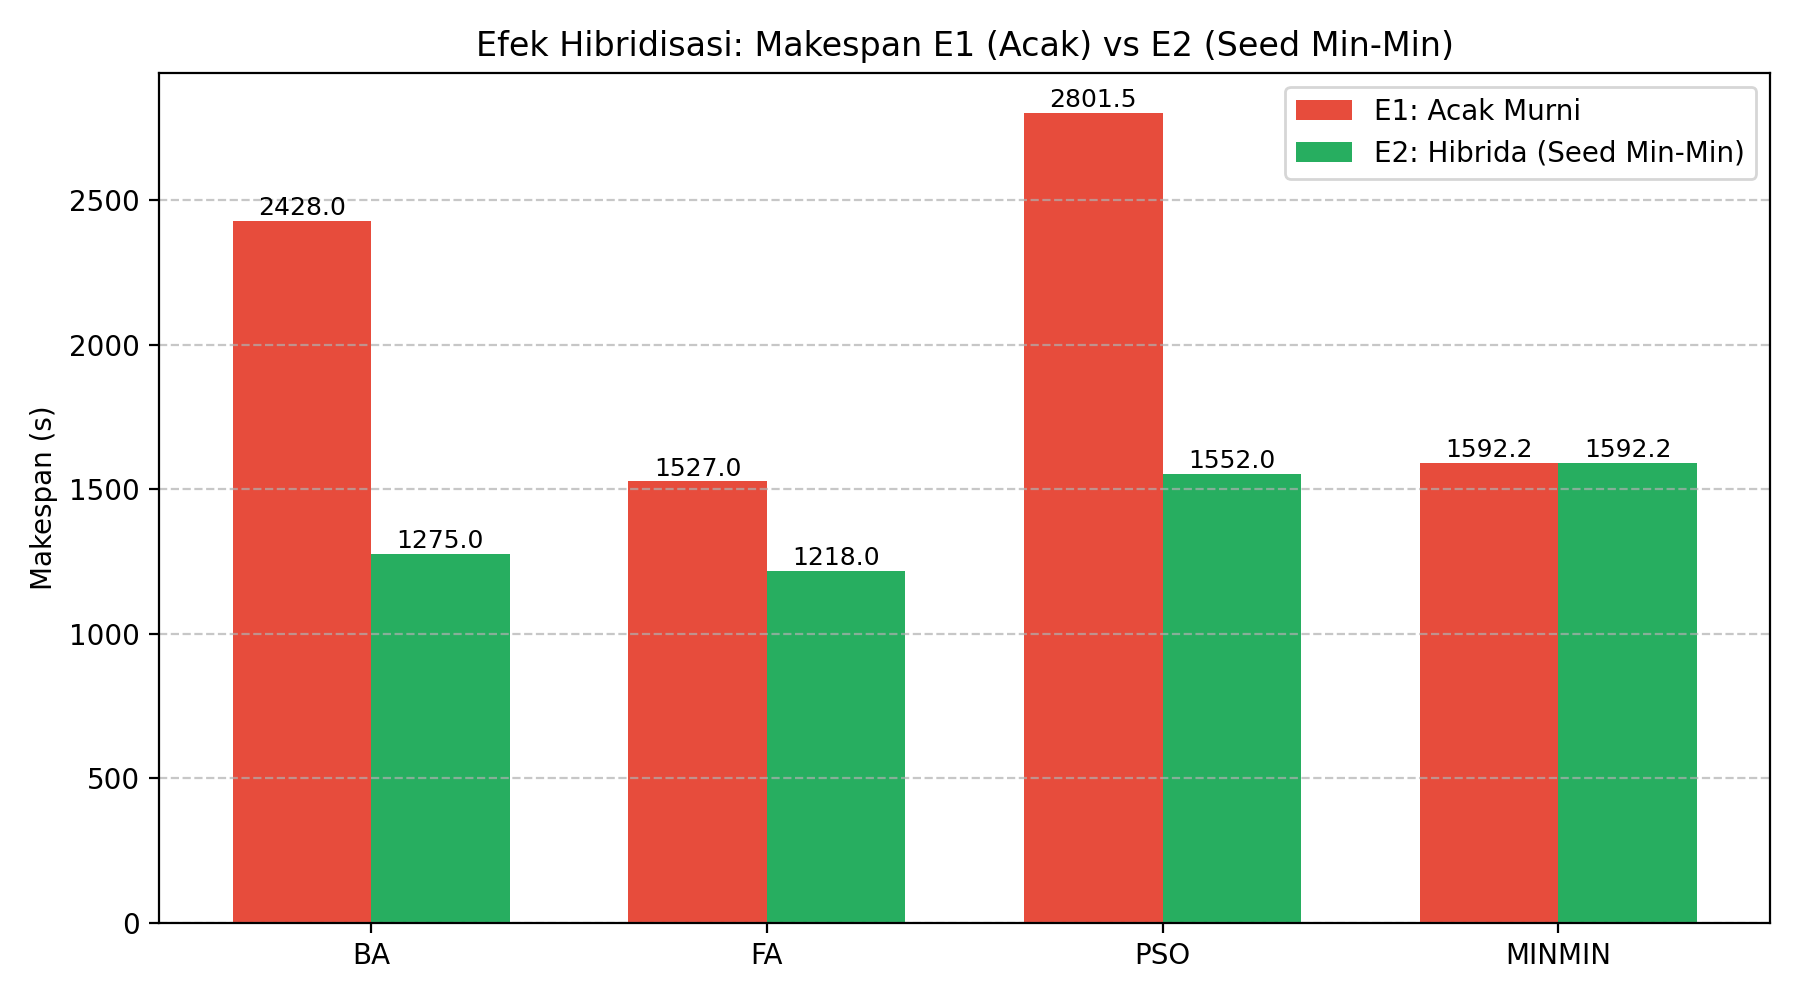 Efek Hibridisasi: Makespan E1 (Acak) vs E2 (Seed Min-Min)
E1: Acak Murni
E2: Hibrida (Seed Min-Min)
Makespan (s)
2500
2000
1500
1000
500
0
2428.0
1275.0
1527.0
1218.0
2801.5
1552.0
1592.2
1592.2
BA
FA
PSO
MINMIN